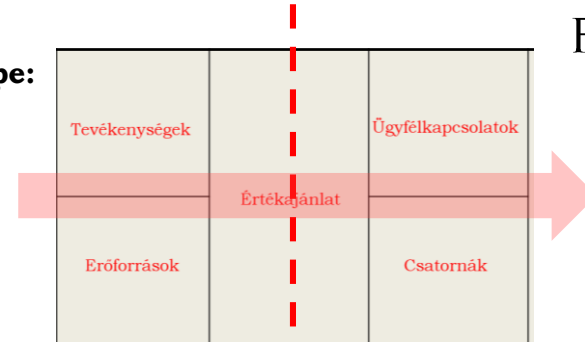 pe:
Tevékenységek
Ügyfélkapcsolatok
Értékajánlat
Erőforrások
Csatornák